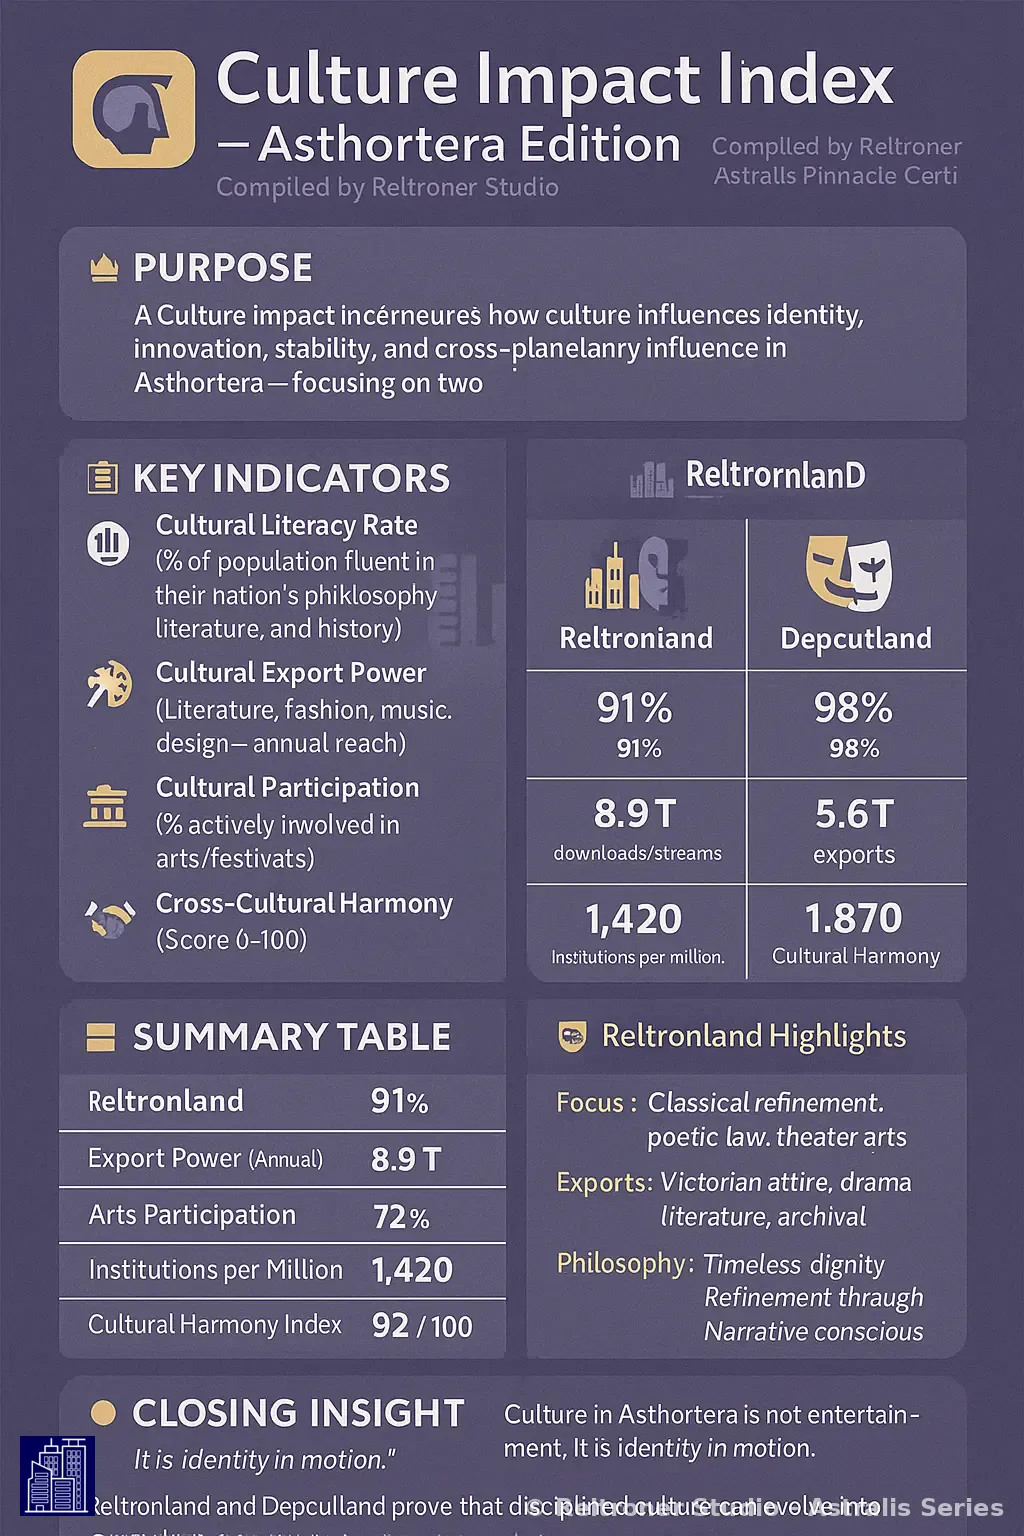 Culture Impact Index
— Asthortera Edition
Compiled by Reltroner Studio
Complled by Reltroner
Astralls Pinnacle Certi
PURPOSE
A Culture impact incérneureṡ how culture influences identity,
innovation, stability, and cross-planelanry influence in
Asthortera — focusing on two
KEY INDICATORS
Cultural Literacy Rate
(% of population fluent in
their nation's phiklosophy
literature, and history)
Cultural Export Power
(Literature, fashion, music.
design— annual reach)
Cultural Participation
(% actively irwolved in
arts/festivats)
Cross-Cultural Harmony
(Score 0-100)
ReltrornlanD
Reltroniand
Depcutland
91%
91%
98%
98%
8.9 T
downloads/streams
5.6 T
exports
1,420
Institutions per million.
1.870
Cultural Harmony
SUMMARY TABLE
Reltronland 91%
Export Power (Annual) 8.9 T
Arts Participation 72%
Institutions per Million 1,420
Cultural Harmony Index 92 / 100
Reltronland Highlights
Focus : Classical refinement.
poetic law. theater arts
Exports: Victorian attire, drama
literature, archival
Philosophy: Timeless dignity
Refinement thraugh
Narrative conscious
CLOSING INSIGHT
It is identity in motion."
Culture in Asthortera is not entertain-
ment, It is identity in motion.
Reltronland and Depculland prove that disciplined culture can evolve into
© Reltroner Studio - Astralis Series